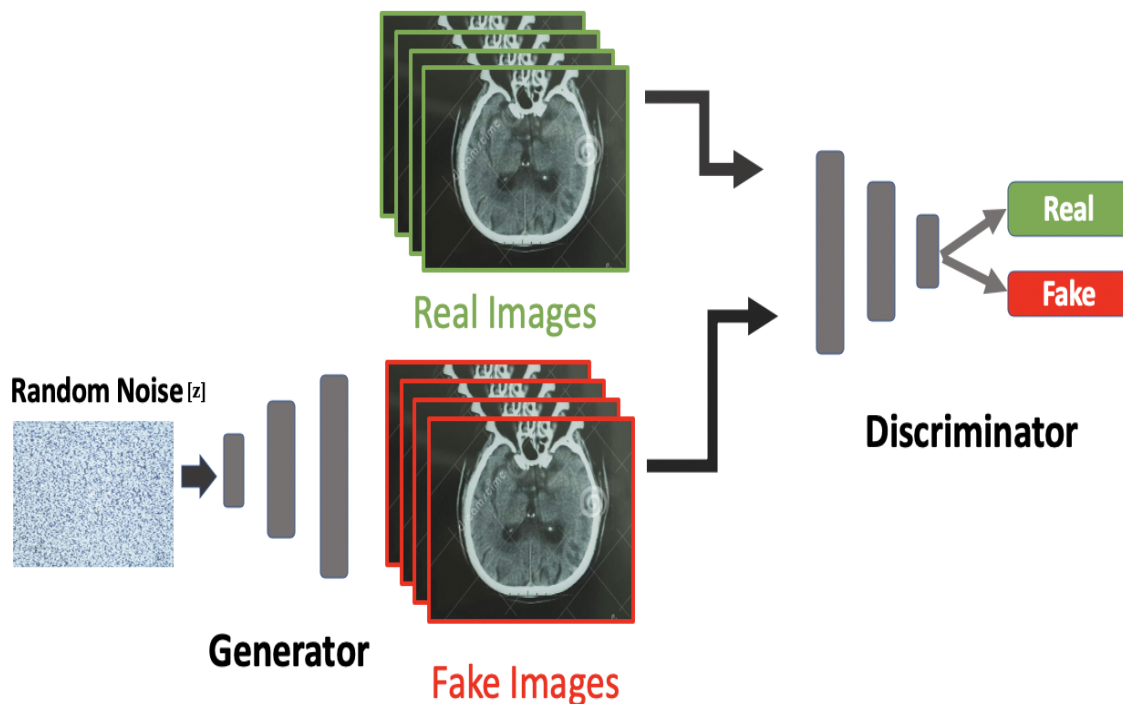 Real Images
Real
Fake
Random Noise [z]
Discriminator
Generator
Fake Images